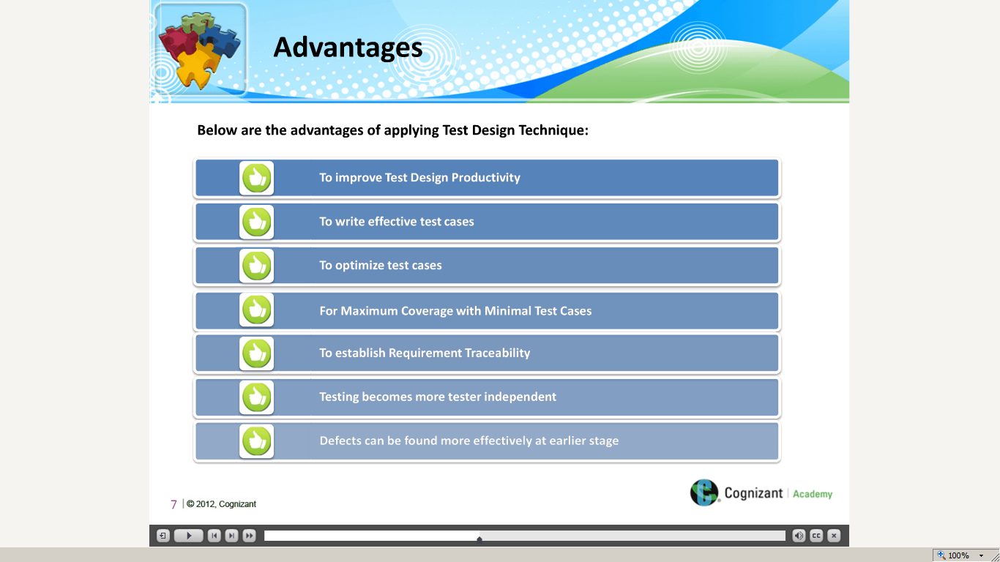 Advantages
Below are the advantages of applying Test Design Technique:
To improve Test Design Productivity
To write effective test cases
To optimize test cases
For Maximum Coverage with Minimal Test Cases
To establish Requirement Traceability
Testing becomes more tester independent
Defects can be found more effectively at earlier stage
Cognizant | Academy
7 | © 2012, Cognizant
CC
100%